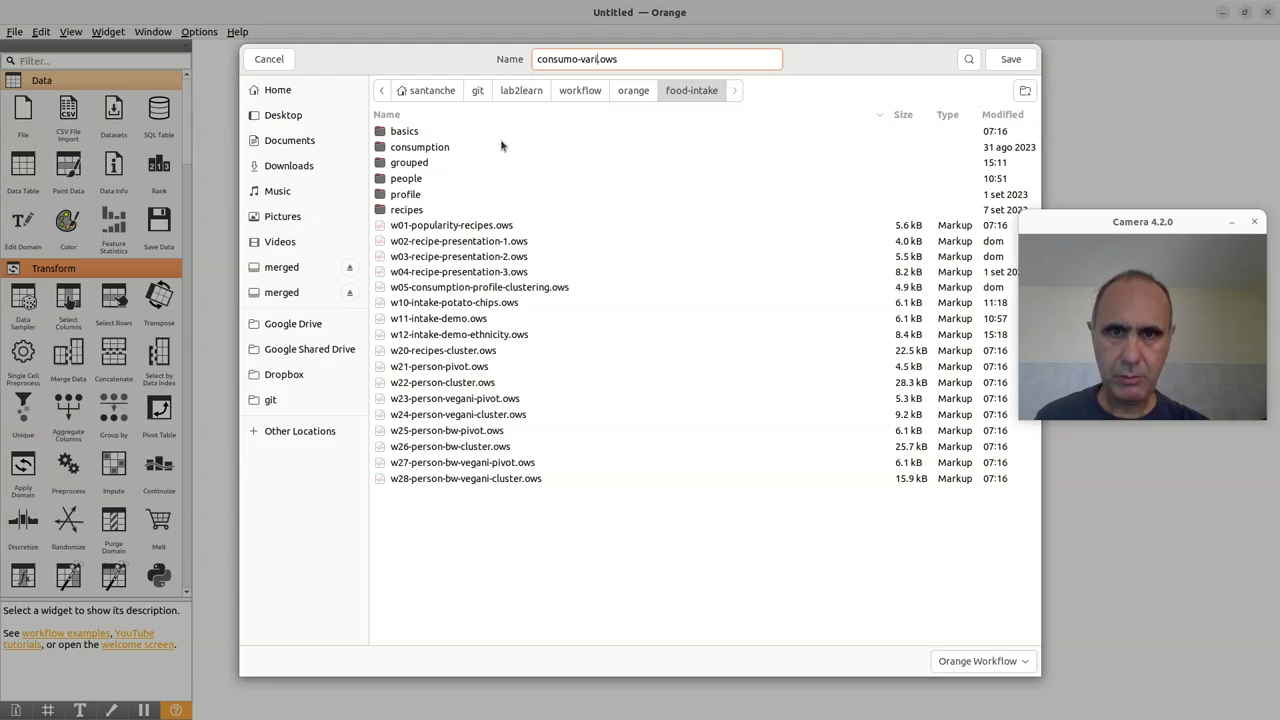 Untitled — Orange
File Edit View Widget Window Options Help
Filter...
Data
File
CSV File Import
Datasets
SQL Table
Data Table
Paint Data
Data Info
Rank
Edit Domain
Color
Feature Statistics
Save Data
Transform
Data Sampler
Select Columns
Select Rows
Transpose
Single Cell Preprocess
Merge Data
Concatenate
Select by Data Index
Unique
Aggregate Columns
Group by
Pivot Table
Apply Domain
Preprocess
Impute
Continuize
Discretize
Randomize
Purge Domain
Melt
Select a widget to show its description.
See workflow examples, YouTube
tutorials, or open the welcome screen.
Cancel
Name consumo-vari.ows
Save
Home
Desktop
Documents
Downloads
Music
Pictures
Videos
merged
merged
Google Drive
Google Shared Drive
Dropbox
git
Other Locations
santanche git lab2learn workflow orange food-intake
Name Size Type Modified
basics 07:16
consumption 31 ago 2023
grouped 15:11
people 10:51
profile 1 set 2023
recipes 7 set 2023
w01-popularity-recipes.ows 5.6 kB Markup 07:16
w02-recipe-presentation-1.ows 4.0 kB Markup dom
w03-recipe-presentation-2.ows 5.5 kB Markup dom
w04-recipe-presentation-3.ows 8.2 kB Markup 1 set 20
w05-consumption-profile-clustering.ows 4.9 kB Markup dom
w10-intake-potato-chips.ows 6.1 kB Markup 11:18
w11-intake-demo.ows 6.1 kB Markup 10:57
w12-intake-demo-ethnicity.ows 8.4 kB Markup 15:18
w20-recipes-cluster.ows 22.5 kB Markup 07:16
w21-person-pivot.ows 4.5 kB Markup 07:16
w22-person-cluster.ows 28.3 kB Markup 07:16
w23-person-vegani-pivot.ows 5.3 kB Markup 07:16
w24-person-vegani-cluster.ows 9.2 kB Markup 07:16
w25-person-bw-pivot.ows 6.1 kB Markup 07:16
w26-person-bw-cluster.ows 25.7 kB Markup 07:16
w27-person-bw-vegani-pivot.ows 6.1 kB Markup 07:16
w28-person-bw-vegani-cluster.ows 15.9 kB Markup 07:16
Orange Workflow
Camera 4.2.0